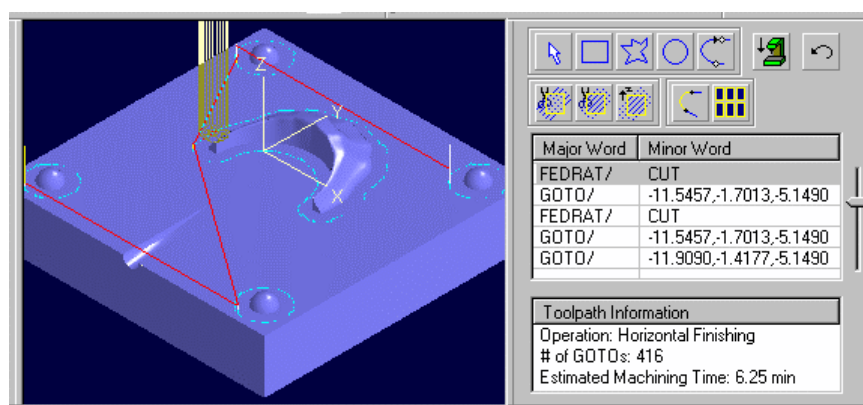 Z
Y
X
Major Word Minor Word
FEDRAT/ CUT
GOTO/ -11.5457,-1.7013,-5.1490
FEDRAT/ CUT
GOTO/ -11.5457,-1.7013,-5.1490
GOTO/ -11.9090,-1.4177,-5.1490
Toolpath Information
Operation: Horizontal Finishing
# of GOTOs: 416
Estimated Machining Time: 6.25 min